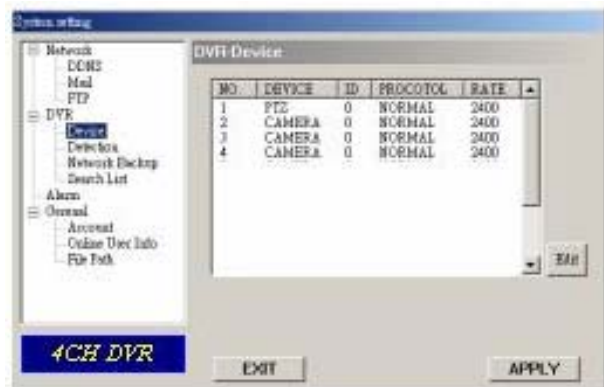 System setting
Network
DDNS
Mail
FTP
DVR
Device
Detection
Network Backup
Search List
Alarm
General
Account
Online User Info
File Path
4CH DVR
DVR-Device
NO. DEVICE ID PROCOTOL RATE
1 PTZ 0 NORMAL 2400
2 CAMERA 0 NORMAL 2400
3 CAMERA 0 NORMAL 2400
4 CAMERA 0 NORMAL 2400
Edit
EXIT
APPLY